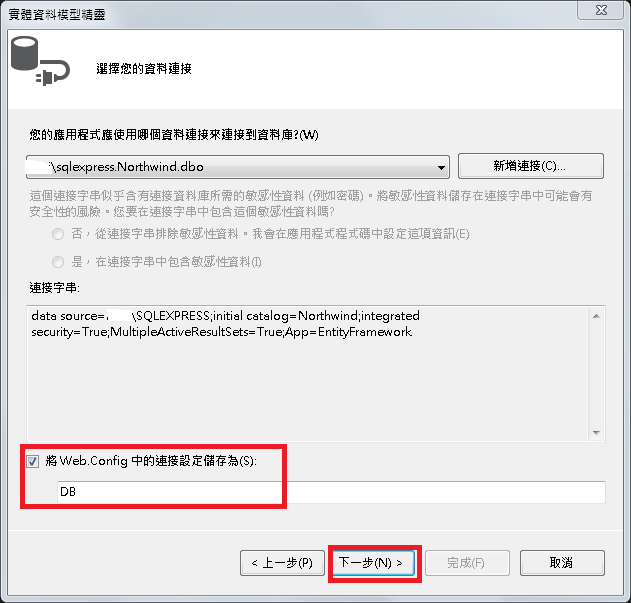 實體資料模型精靈
選擇您的資料連接
您的應用程式應使用哪個資料連接來連接到資料庫?(W)
\sqlexpress.Northwind.dbo
新增連接(C)...
這個連接字串似乎含有連接資料庫所需的敏感性資料 (例如密碼)。將敏感性資料儲存在連接字串中可能會有
安全性的風險。您要在連接字串中包含這個敏感性資料嗎?
否，從連接字串排除敏感性資料。我會在應用程式程式碼中設定這項資訊(E)
是，在連接字串中包含敏感性資料(I)
連接字串:
data source= \SQLEXPRESS;initial catalog=Northwind;integrated
security=True;MultipleActiveResultSets=True;App=EntityFramework
將 Web.Config 中的連接設定儲存為(S):
DB
< 上一步(P)
下一步(N) >
完成(F)
取消